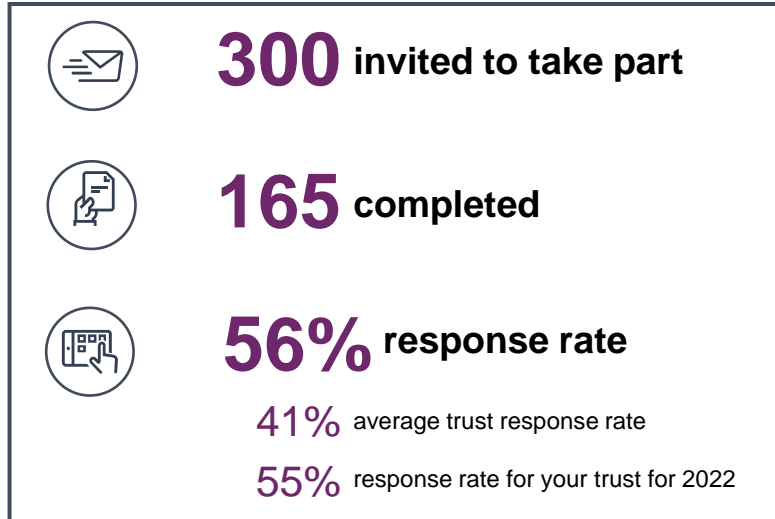 300 invited to take part
165 completed
56% response rate
41% average trust response rate
55% response rate for your trust for 2022